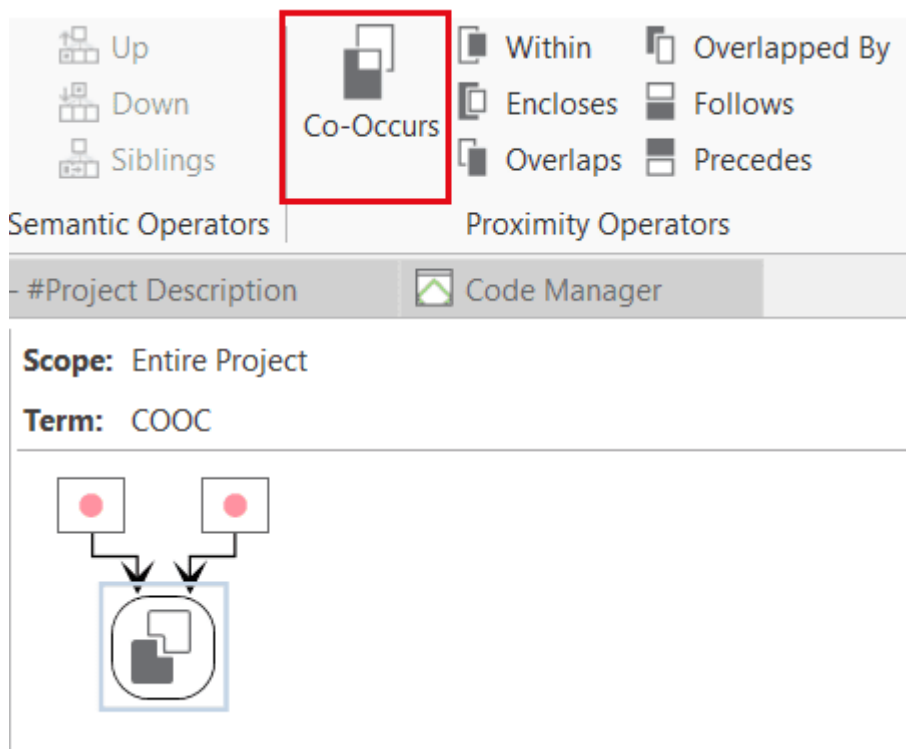 Up
Down
Siblings
Semantic Operators
Co-Occurs
Within
Encloses
Overlaps
Overlapped By
Follows
Precedes
Proximity Operators
- #Project Description
Code Manager
Scope: Entire Project
Term: COOC